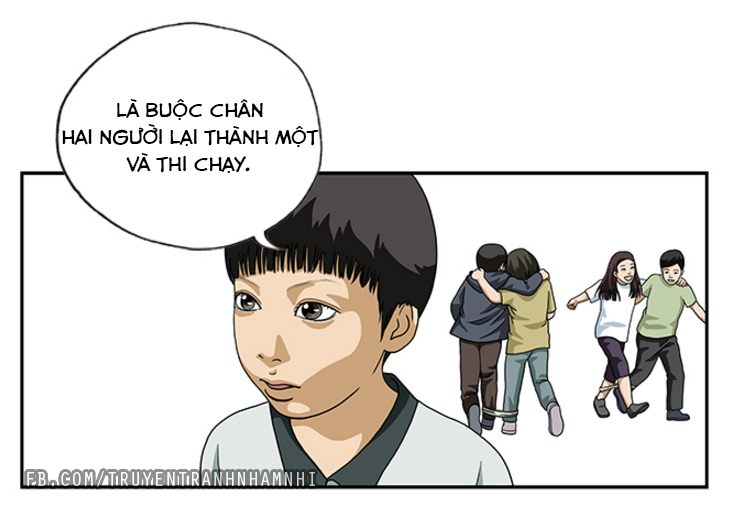 LÀ BUỘC CHÂN
HAI NGƯỜI LẠI THÀNH MỘT
VÀ THI CHẠY.
FB.COM/TRUYENTRANHNHAMNHI